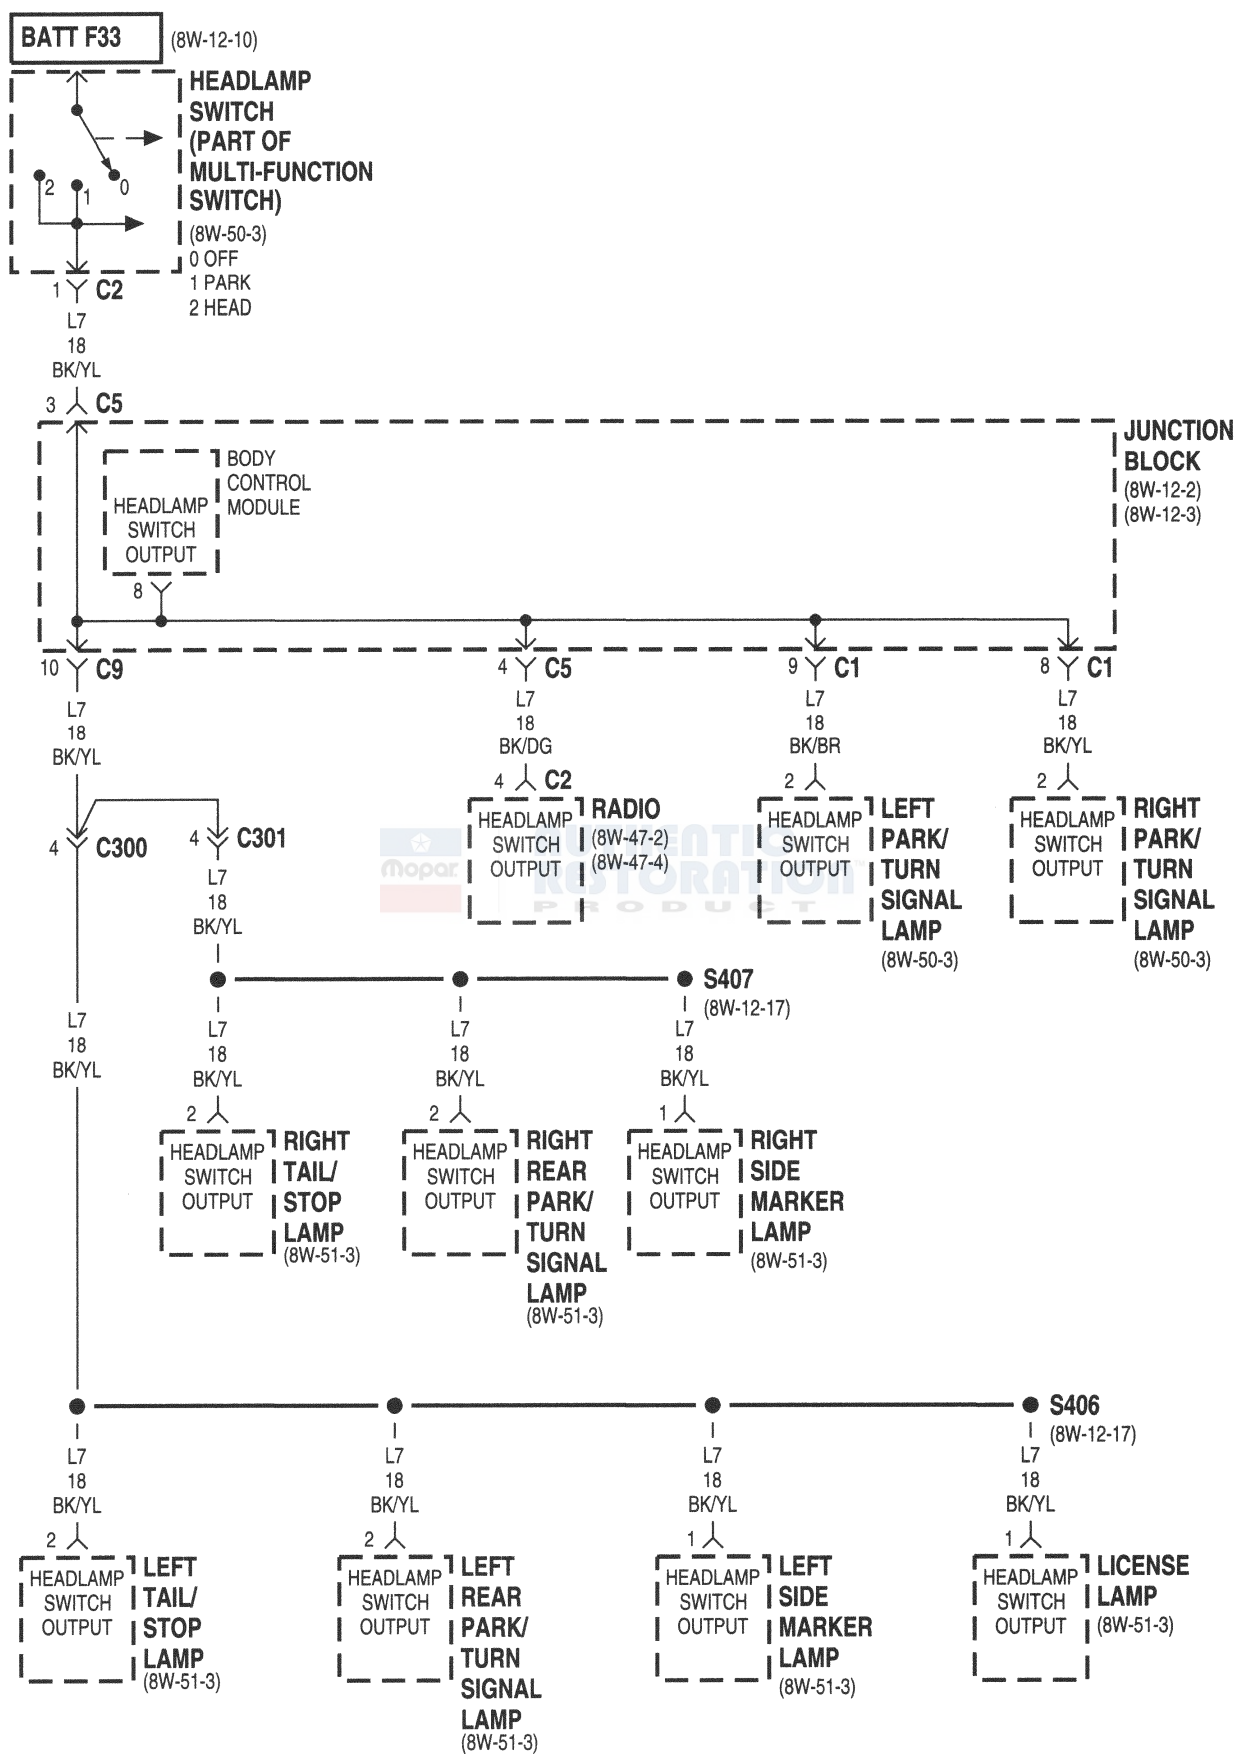 BATT F33
(8W-12-10)
HEADLAMP
SWITCH
(PART OF
MULTI-FUNCTION
SWITCH)
(8W-50-3)
0 OFF
1 PARK
2 HEAD
2
1
0
1
C2
L7
18
BK/YL
3
C5
JUNCTION
BLOCK
(8W-12-2)
(8W-12-3)
BODY
CONTROL
MODULE
HEADLAMP
SWITCH
OUTPUT
8
10
C9
4
C5
9
C1
8
C1
L7
18
BK/YL
L7
18
BK/DG
L7
18
BK/BR
L7
18
BK/YL
4
C2
2
2
HEADLAMP
SWITCH
OUTPUT
RADIO
(8W-47-2)
(8W-47-4)
HEADLAMP
SWITCH
OUTPUT
LEFT
PARK/
TURN
SIGNAL
LAMP
(8W-50-3)
HEADLAMP
SWITCH
OUTPUT
RIGHT
PARK/
TURN
SIGNAL
LAMP
(8W-50-3)
Mopar
AUTHENTIC
RESTORATION™
PRODUCT
4
C300
4
C301
L7
18
BK/YL
S407
(8W-12-17)
L7
18
BK/YL
L7
18
BK/YL
L7
18
BK/YL
L7
18
BK/YL
2
2
1
HEADLAMP
SWITCH
OUTPUT
RIGHT
TAIL/
STOP
LAMP
(8W-51-3)
HEADLAMP
SWITCH
OUTPUT
RIGHT
REAR
PARK/
TURN
SIGNAL
LAMP
(8W-51-3)
HEADLAMP
SWITCH
OUTPUT
RIGHT
SIDE
MARKER
LAMP
(8W-51-3)
S406
(8W-12-17)
L7
18
BK/YL
L7
18
BK/YL
L7
18
BK/YL
L7
18
BK/YL
2
2
1
1
HEADLAMP
SWITCH
OUTPUT
LEFT
TAIL/
STOP
LAMP
(8W-51-3)
HEADLAMP
SWITCH
OUTPUT
LEFT
REAR
PARK/
TURN
SIGNAL
LAMP
(8W-51-3)
HEADLAMP
SWITCH
OUTPUT
LEFT
SIDE
MARKER
LAMP
(8W-51-3)
HEADLAMP
SWITCH
OUTPUT
LICENSE
LAMP
(8W-51-3)